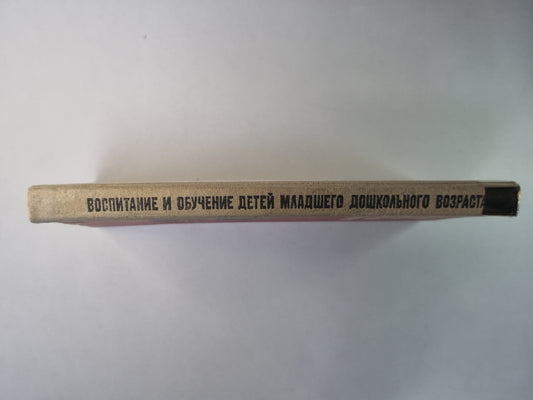 ВОСПИТАНИЕ И ОБУЧЕНИЕ ДЕТЕЙ МЛАДШЕГО ДОШКОЛЬНОГО ВОЗРАСТА